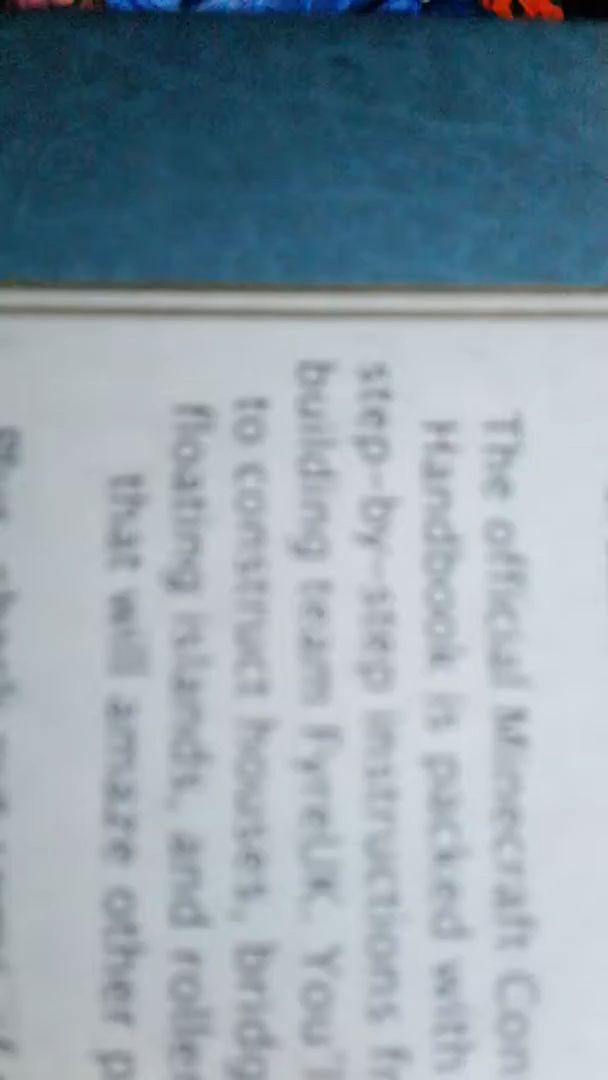 The official Minecraft Con
Handbook is packed with
step-by-step instructions fr
building team FyreUK. You'l
to construct houses, bridg
floating islands, and roller
that will amaze other p